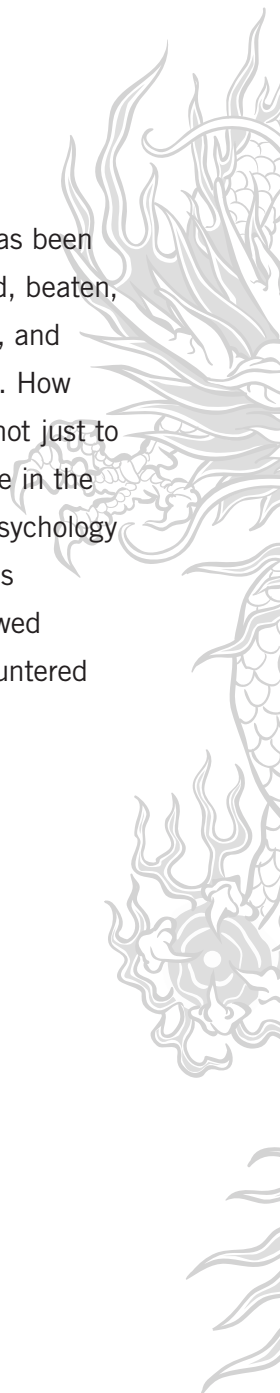 as been
d, beaten,
, and
. How
not just to
e in the
sychology
s
wed
untered